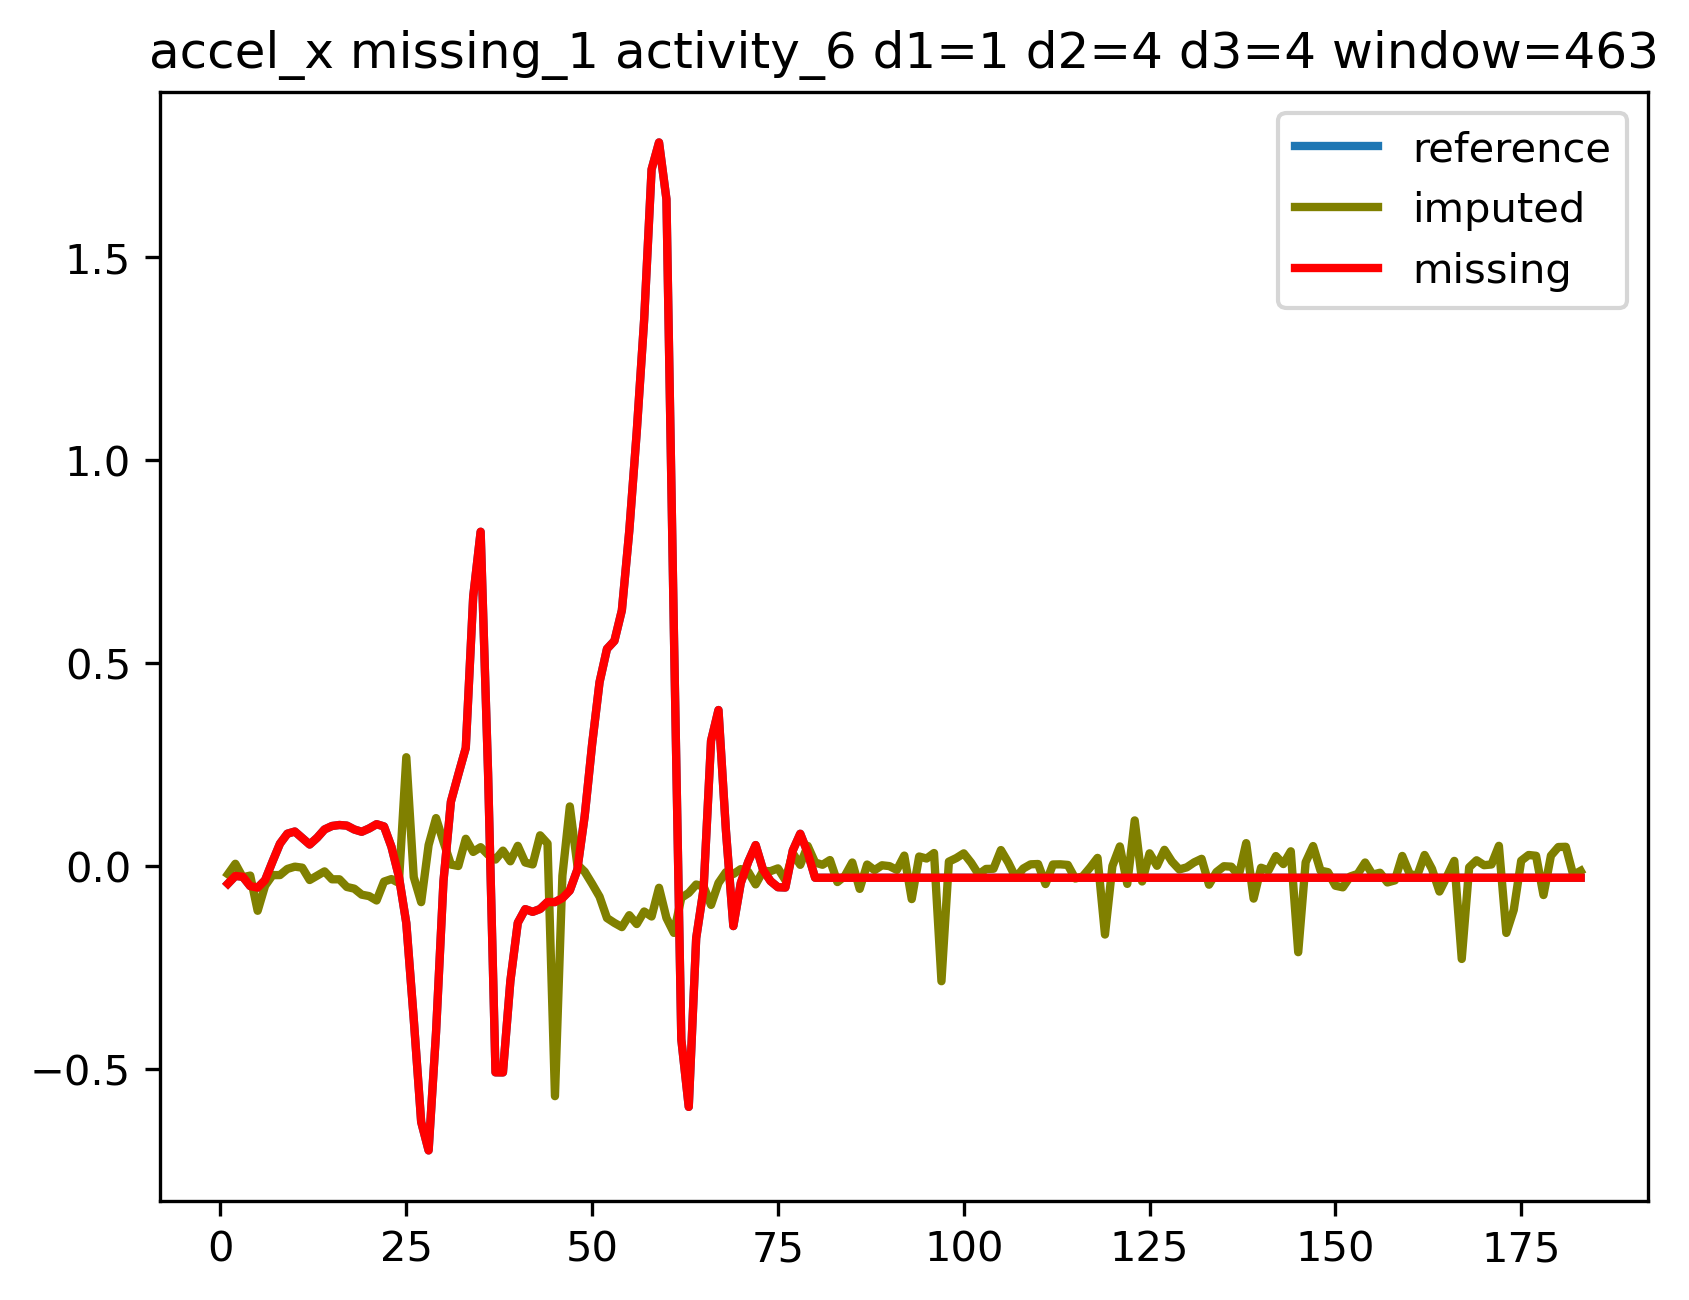 accel_x missing_1 activity_6 d1=1 d2=4 d3=4 window=463
reference
imputed
missing
1.5
1.0
0.5
0.0
−0.5
0 25 50 75 100 125 150 175